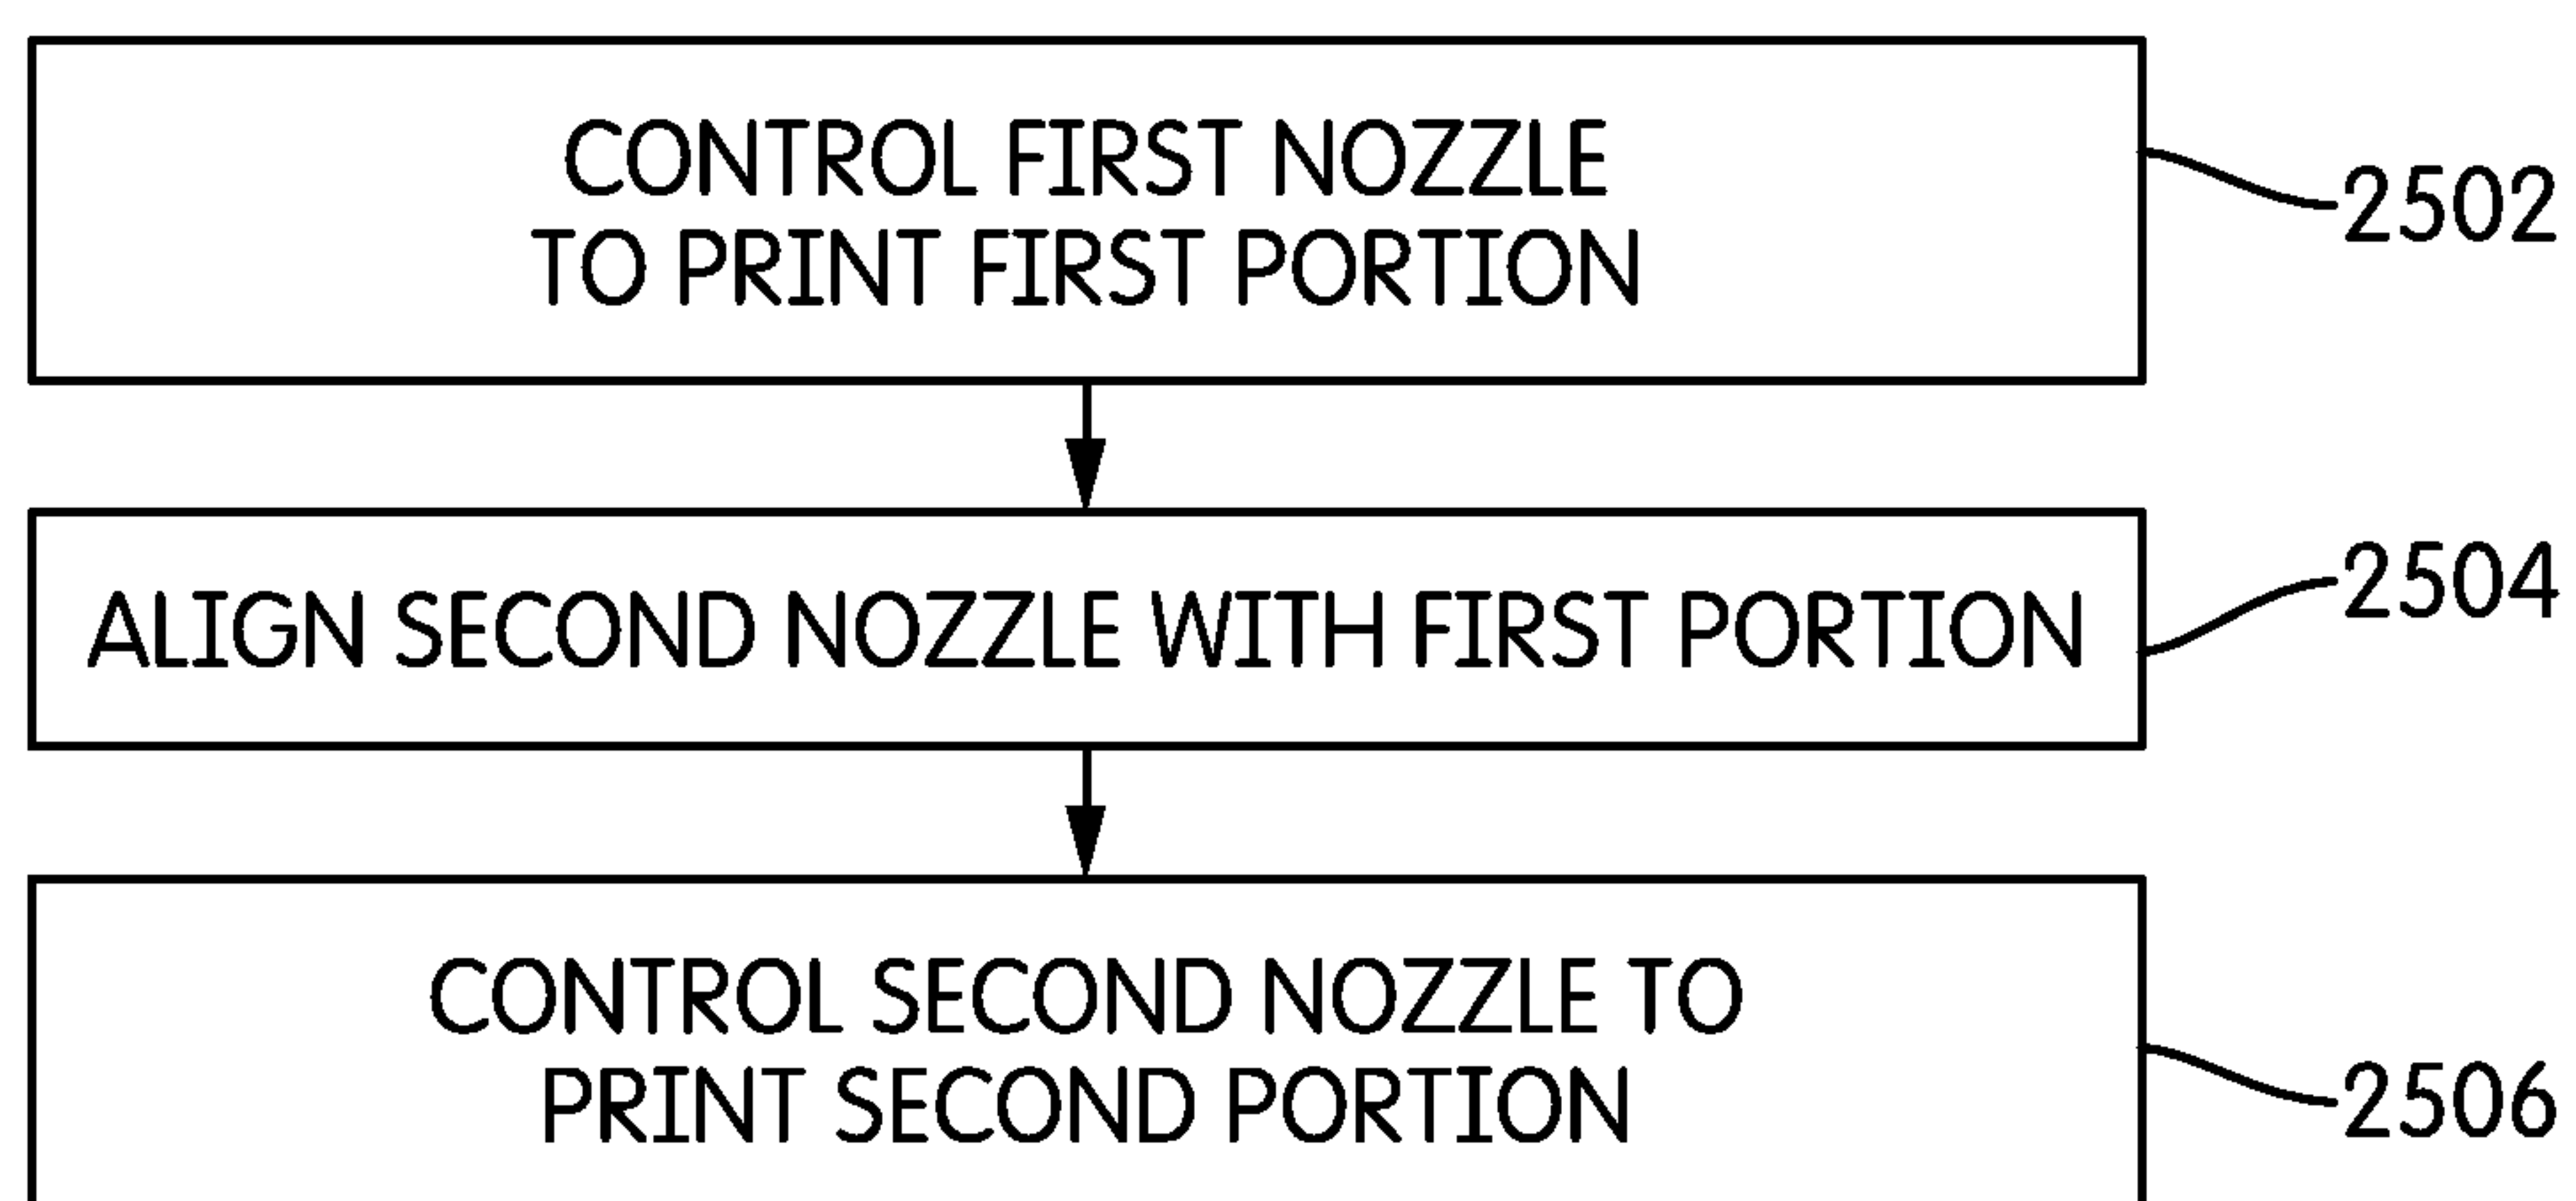 CONTROL FIRST NOZZLE
TO PRINT FIRST PORTION
2502
ALIGN SECOND NOZZLE WITH FIRST PORTION
2504
CONTROL SECOND NOZZLE TO
PRINT SECOND PORTION
2506